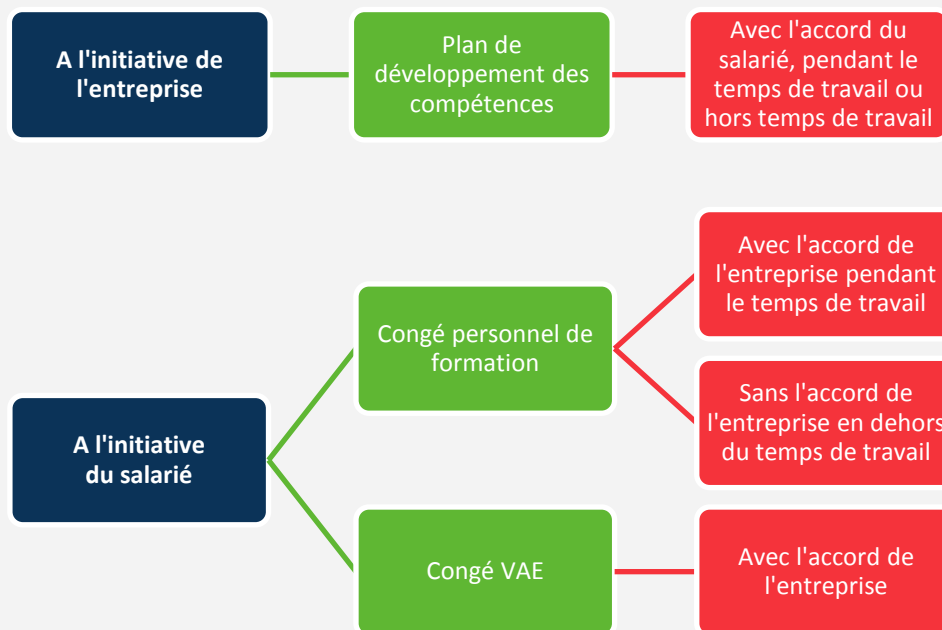 A l'initiative de
l'entreprise
Plan de
développement des
compétences
Avec l'accord du
salarié, pendant le
temps de travail ou
hors temps de travail
A l'initiative
du salarié
Congé personnel de
formation
Avec l'accord de
l'entreprise pendant
le temps de travail
Sans l'accord de
l'entreprise en dehors
du temps de travail
Congé VAE
Avec l'accord de
l'entreprise